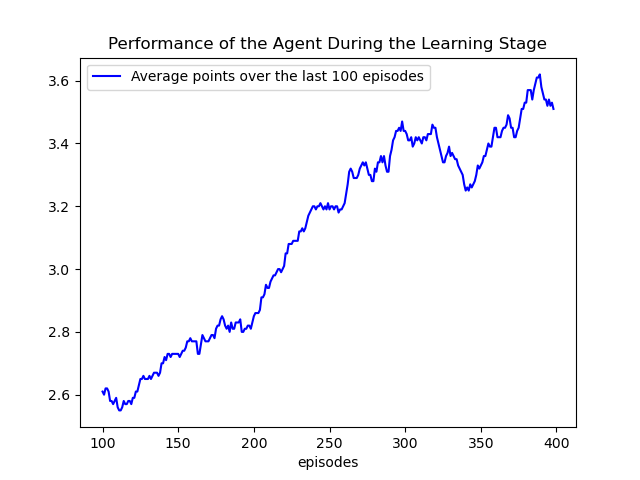 Performance of the Agent During the Learning Stage
Average points over the last 100 episodes
3.6
3.4
3.2
3.0
2.8
2.6
100 150 200 250 300 350 400
episodes